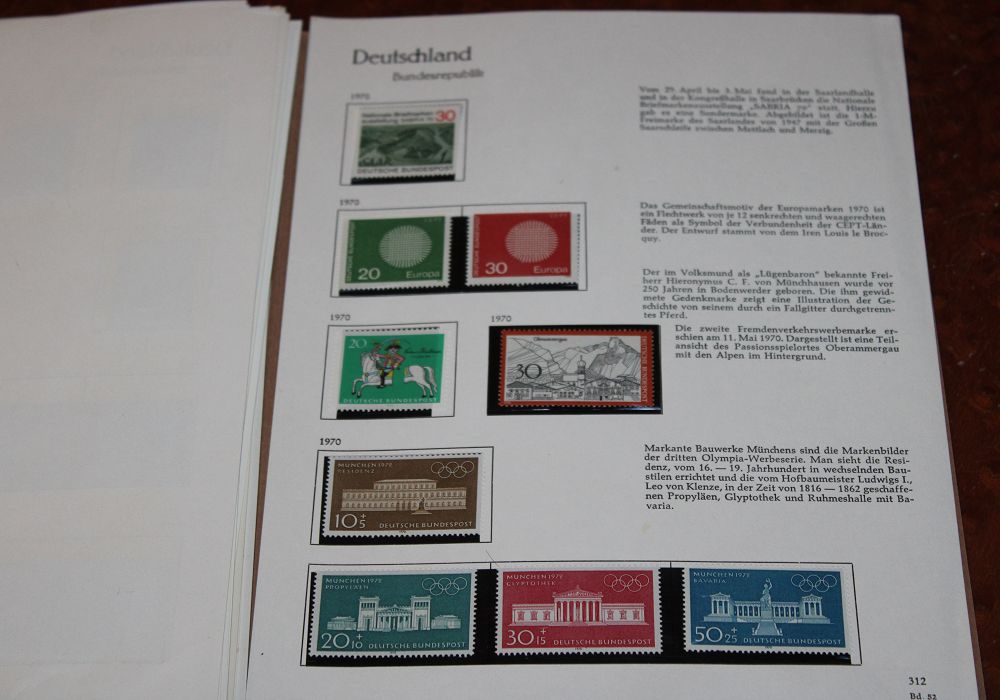 Deutschland
Bundesrepublik
1970
Vom 29. April bis 3. Mai fand in der Saarlandhalle
und in der Kongreßhalle in Saarbrücken die Nationale
Briefmarkenausstellung „SABRIA 70“ statt. Hierzu
gab es eine Sondermarke. Abgebildet ist die 1-M-
Freimarke des Saarlandes von 1947 mit der Großen
Saarschleife zwischen Mettlach und Merzig.
30
DEUTSCHE BUNDESPOST
1970
Das Gemeinschaftsmotiv der Europamarken 1970 ist
ein Flechtwerk von je 12 senkrechten und waagerechten
Fäden als Symbol der Verbundenheit der CEPT-Län-
der. Der Entwurf stammt von dem Iren Louis le Broc-
quy.
CEPT
DEUTSCHE BUNDESPOST
20
Europa
CEPT
DEUTSCHE BUNDESPOST
30
Europa
Der im Volksmund als „Lügenbaron“ bekannte Frei-
herr Hieronymus C. F. von Münchhausen wurde vor
250 Jahren in Bodenwerder geboren. Die ihm gewid-
mete Gedenkmarke zeigt eine Illustration der Ge-
schichte von seinem durch ein Fallgitter durchgetrenn-
tes Pferd.
1970
20
DEUTSCHE BUNDESPOST
1970
Oberammergau
30
DEUTSCHE BUNDESPOST
Die zweite Fremdenverkehrswerbemarke er-
schien am 11. Mai 1970. Dargestellt ist eine Teil-
ansicht des Passionsspielortes Oberammergau
mit den Alpen im Hintergrund.
1970
MÜNCHEN 1972
RESIDENZ
10+5
DEUTSCHE BUNDESPOST
Markante Bauwerke Münchens sind die Markenbilder
der dritten Olympia-Werbeserie. Man sieht die Resi-
denz, vom 16. — 19. Jahrhundert in wechselnden Bau-
stilen errichtet und die vom Hofbaumeister Ludwigs I.,
Leo von Klenze, in der Zeit von 1816 — 1862 geschaffe-
nen Propyläen, Glyptothek und Ruhmeshalle mit Ba-
varia.
MÜNCHEN 1972
PROPYLÄEN
20+10
DEUTSCHE BUNDESPOST
MÜNCHEN 1972
GLYPTOTHEK
30+15
DEUTSCHE BUNDESPOST
MÜNCHEN 1972
BAVARIA
50+25
DEUTSCHE BUNDESPOST
312
Bd. 52